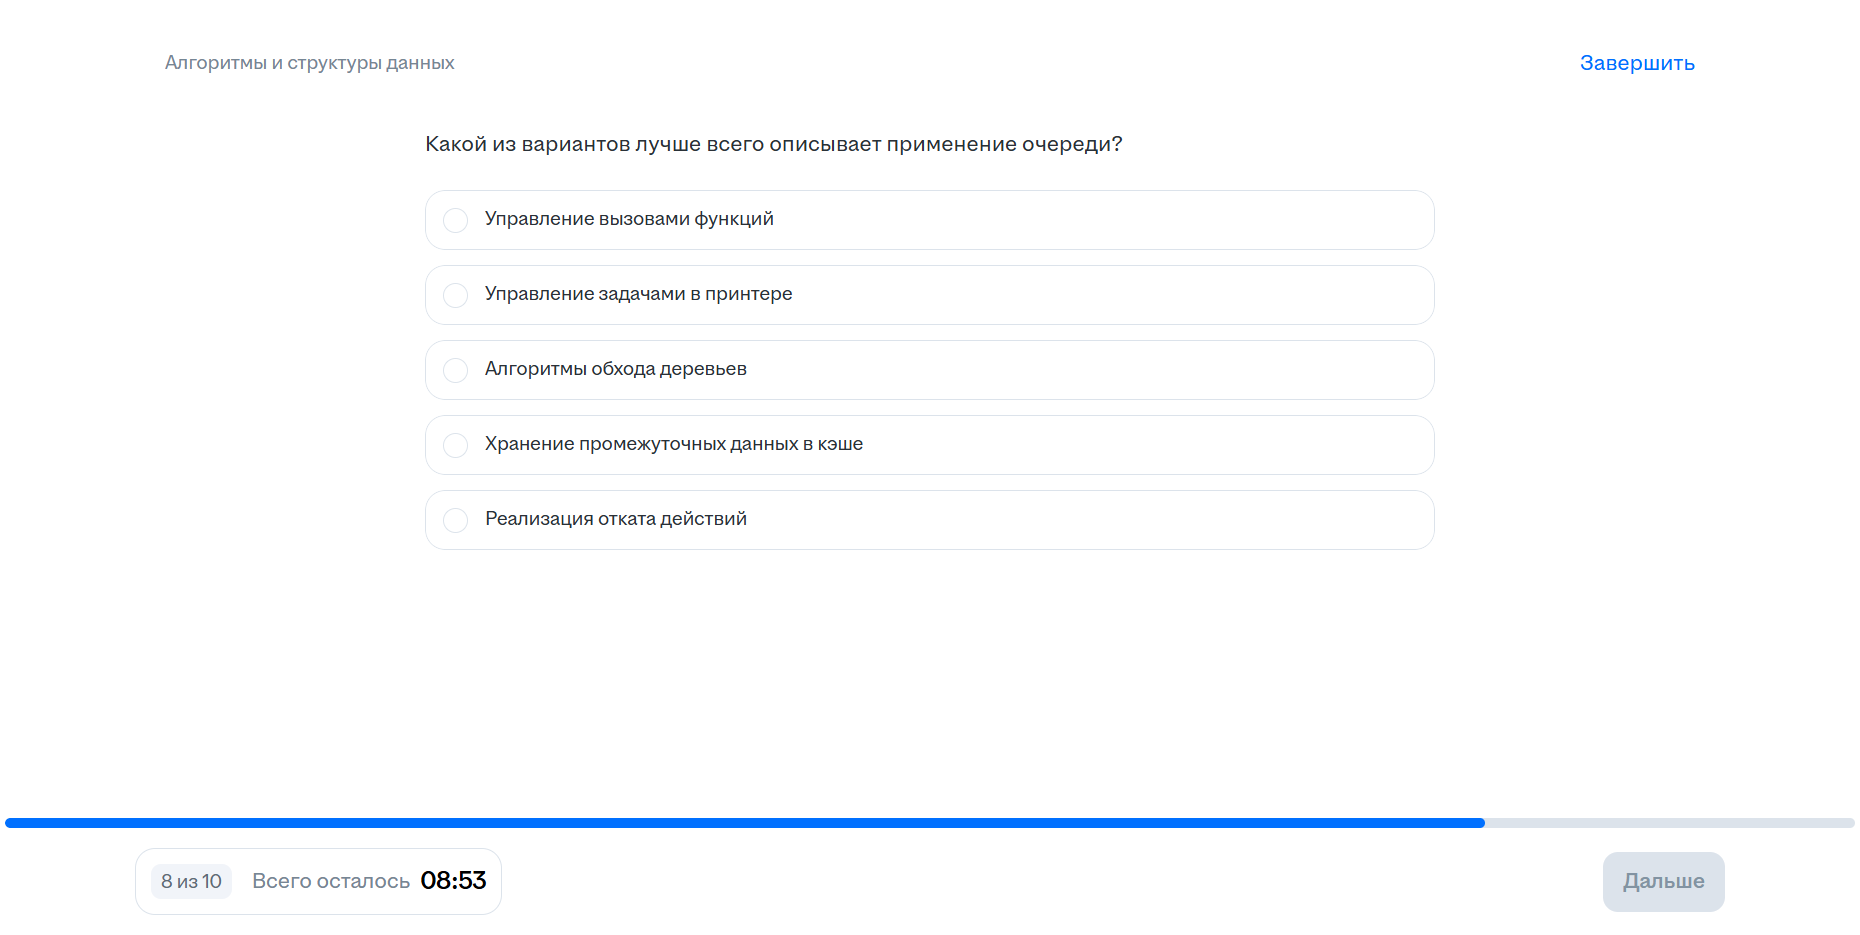 Алгоритмы и структуры данных
Завершить
Какой из вариантов лучше всего описывает применение очереди?
Управление вызовами функций
Управление задачами в принтере
Алгоритмы обхода деревьев
Хранение промежуточных данных в кэше
Реализация отката действий
8 из 10 Всего осталось 08:53
Дальше